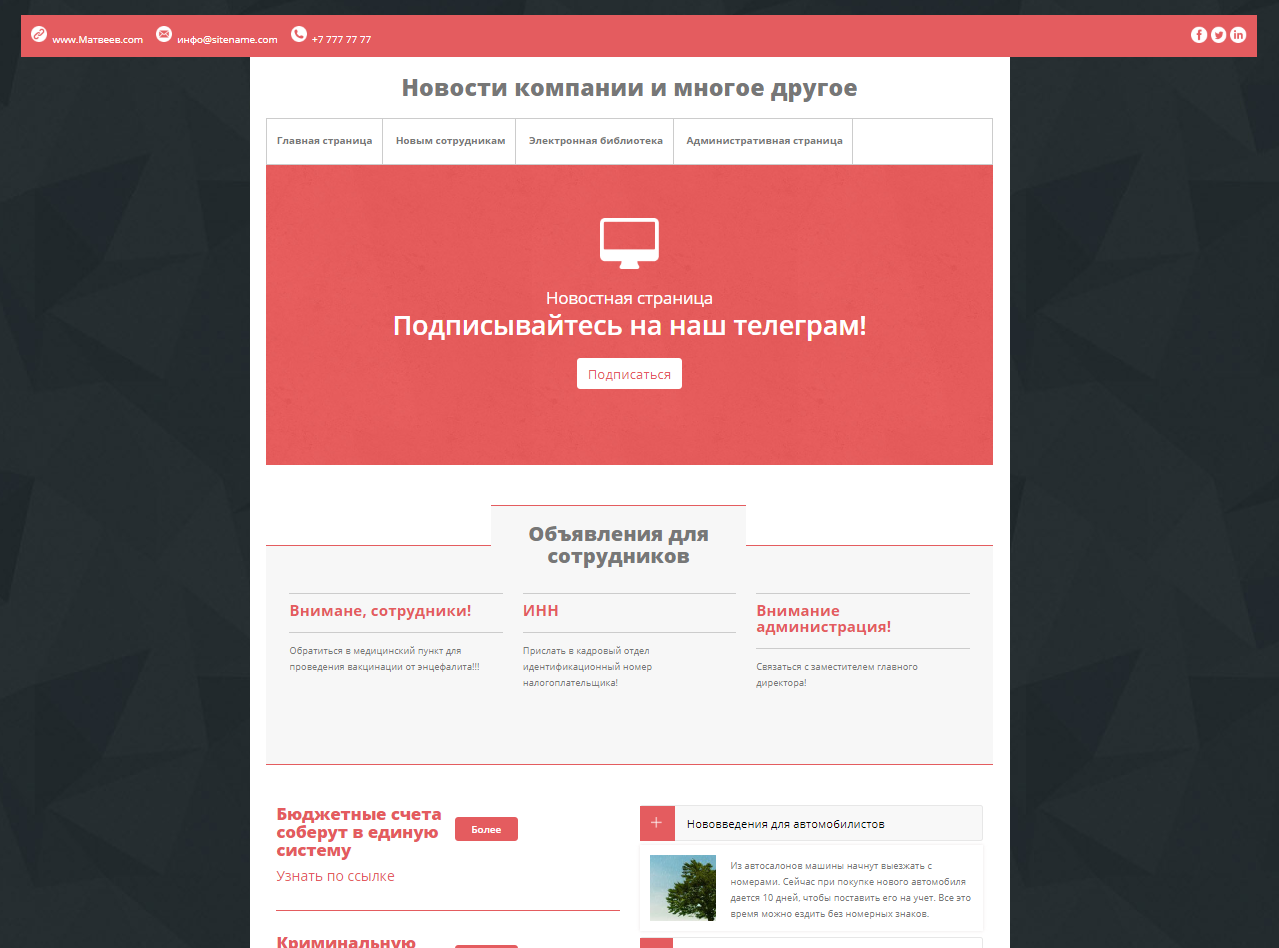 www.Матвеев.com инфо@sitename.com +7 777 77 77
Новости компании и многое другое
Главная страница Новым сотрудникам Электронная библиотека Административная страница
Новостная страница
Подписывайтесь на наш телеграм!
Подписаться
Объявления для
сотрудников
Внимане, сотрудники!
Обратиться в медицинский пункт для
проведения вакцинации от энцефалита!!!
ИНН
Прислать в кадровый отдел
идентификационный номер
налогоплательщика!
Внимание
администрация!
Связаться с заместителем главного
директора!
Бюджетные счета
соберут в единую
систему
Узнать по ссылке
Более
Криминальную
Нововведения для автомобилистов
Из автосалонов машины начнут выезжать с
номерами. Сейчас при покупке нового автомобиля
дается 10 дней, чтобы поставить его на учет. Все это
время можно ездить без номерных знаков.